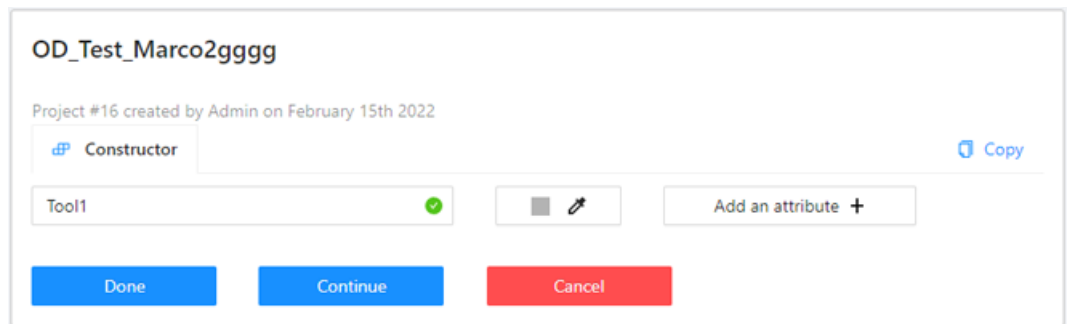 OD_Test_Marco2gggg
Project #16 created by Admin on February 15th 2022
Constructor
Copy
Tool1
Add an attribute +
Done
Continue
Cancel